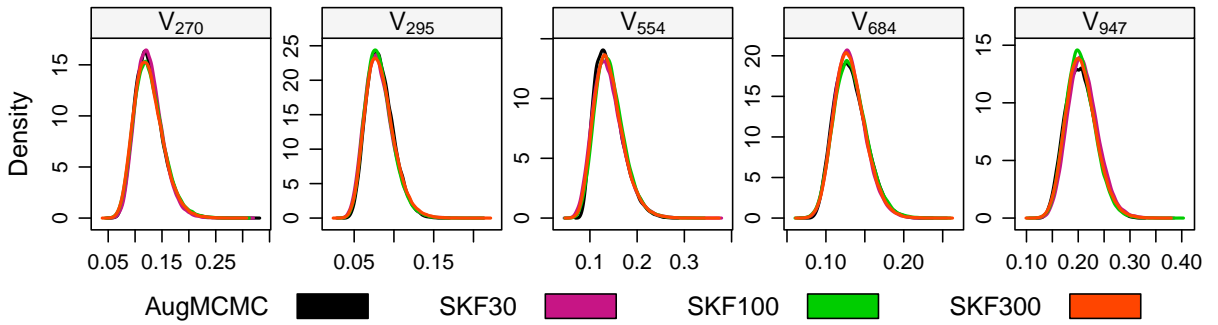 V270 V295 V554 V684 V947
Density
0 5 10 15
0 5 10 15 20 25
0 5 10
0 5 10 15 20
0 5 10 15
0.05 0.15 0.25 0.05 0.15 0.1 0.2 0.3 0.10 0.20 0.10 0.20 0.30 0.40
AugMCMC SKF30 SKF100 SKF300